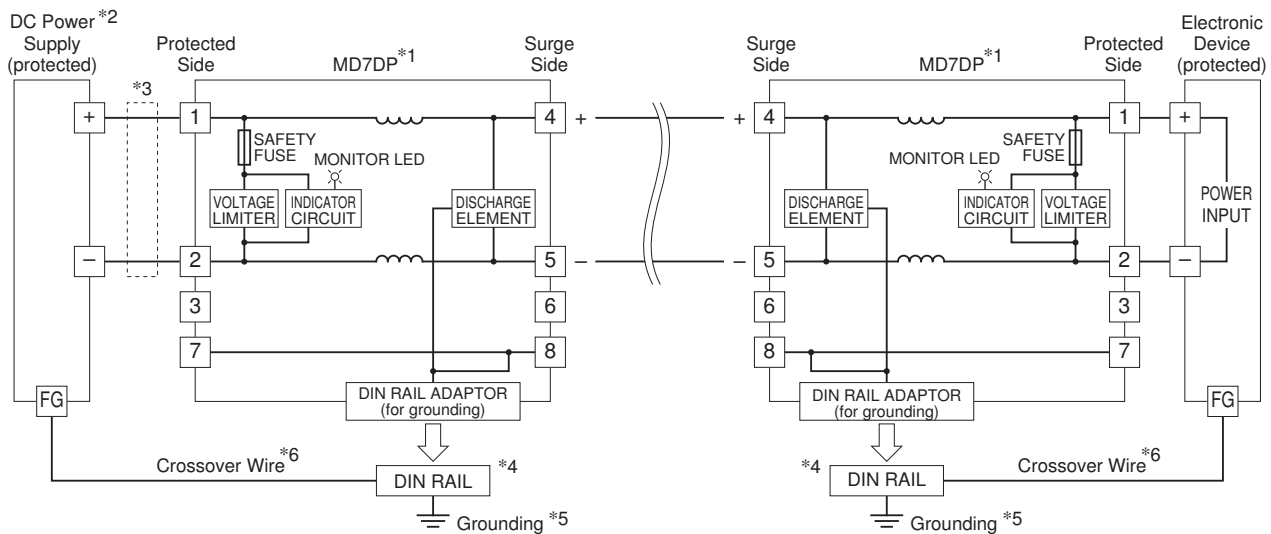 DC Power *2
Supply
(protected)
Protected
Side
MD7DP*1
Surge
Side
Surge
Side
MD7DP*1
Protected
Side
Electronic
Device
(protected)
*3
+
1
4
+
+
4
1
+
SAFETY
FUSE
MONITOR LED
VOLTAGE
LIMITER
INDICATOR
CIRCUIT
DISCHARGE
ELEMENT
DISCHARGE
ELEMENT
MONITOR LED
SAFETY
FUSE
INDICATOR
CIRCUIT
VOLTAGE
LIMITER
POWER
INPUT
–
2
5
–
–
5
2
–
3
6
6
3
7
8
8
7
FG
DIN RAIL ADAPTOR
(for grounding)
DIN RAIL ADAPTOR
(for grounding)
FG
Crossover Wire*6
DIN RAIL
*4
*4
DIN RAIL
Crossover Wire*6
Grounding *5
Grounding *5